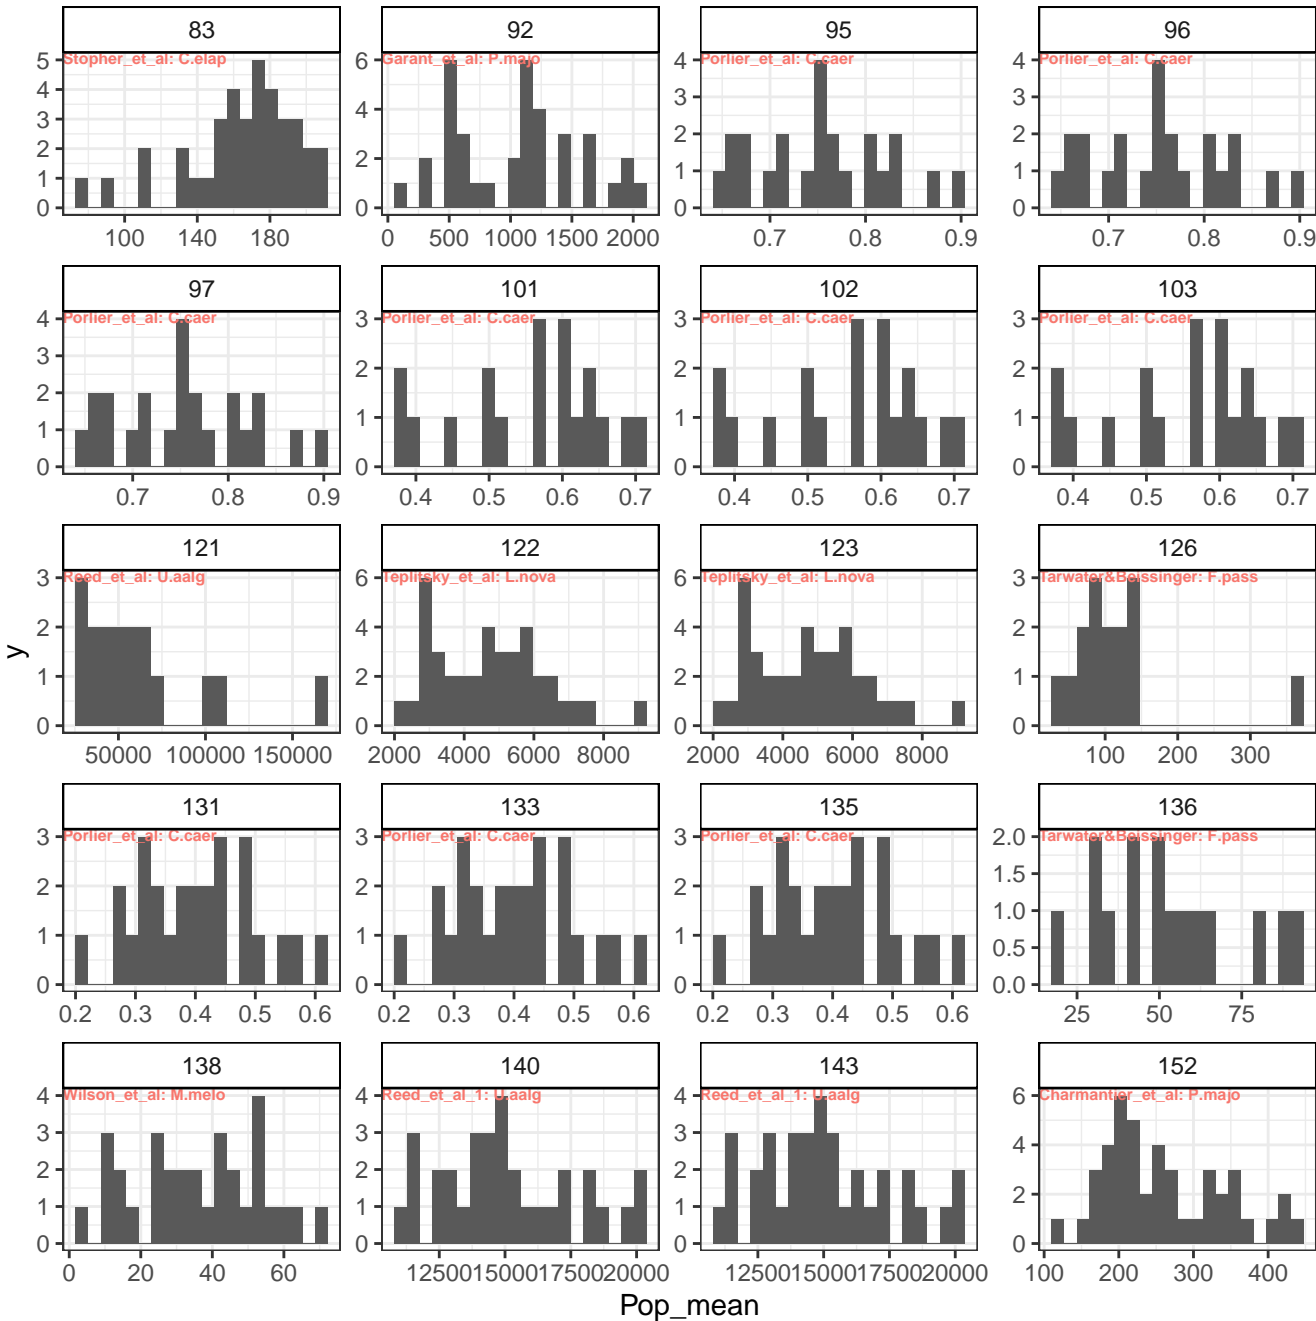 83 92 95 96
Stopher_et_al: C.elap Garant_et_al: P.majo Porlier_et_al: C.caer Porlier_et_al: C.caer
5 6 4 4
4 3 3
3 4 2 2
2 2 1 1
1 0 0 0
0
100 140 180 0 500 1000 1500 2000 0.7 0.8 0.9 0.7 0.8 0.9
97 101 102 103
Porlier_et_al: C.caer Porlier_et_al: C.caer Porlier_et_al: C.caer Porlier_et_al: C.caer
4 3 3 3
3 2 2 2
2 1 1 1
1 0 0 0
0
0.7 0.8 0.9 0.4 0.5 0.6 0.7 0.4 0.5 0.6 0.7 0.4 0.5 0.6 0.7
121 122 123 126
Reed_et_al: U.aalg Teplitsky_et_al: L.nova Teplitsky_et_al: L.nova Tarwater&Beissinger: F.pass
3 6 6 3
2 4 4 2
1 2 2 1
0 0 0 0
50000 100000 150000 2000 4000 6000 8000 2000 4000 6000 8000 100 200 300
131 133 135 136
Porlier_et_al: C.caer Porlier_et_al: C.caer Porlier_et_al: C.caer Tarwater&Beissinger: F.pass
3 3 3 2.0
2 2 2 1.5
1 1 1 1.0
0 0 0 0.5
0.0
0.2 0.3 0.4 0.5 0.6 0.2 0.3 0.4 0.5 0.6 0.2 0.3 0.4 0.5 0.6 25 50 75
138 140 143 152
Wilson_et_al: M.melo Reed_et_al_1: U.aalg Reed_et_al_1: U.aalg Charmantier_et_al: P.majo
4 4 4 6
3 3 3 4
2 2 2 2
1 1 1 0
0 0 0
0 20 40 60 12500 15000 17500 20000 12500 15000 17500 20000 100 200 300 400
Pop_mean
y